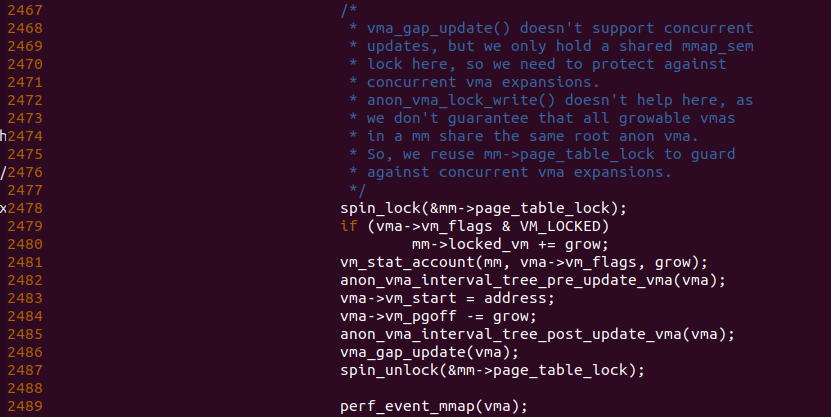 2467 /*
2468 * vma_gap_update() doesn't support concurrent
2469 * updates, but we only hold a shared mmap_sem
2470 * lock here, so we need to protect against
2471 * concurrent vma expansions.
2472 * anon_vma_lock_write() doesn't help here, as
2473 * we don't guarantee that all growable vmas
h2474 * in a mm share the same root anon vma.
2475 * So, we reuse mm->page_table_lock to guard
/2476 * against concurrent vma expansions.
2477 */
x2478 spin_lock(&mm->page_table_lock);
2479 if (vma->vm_flags & VM_LOCKED)
2480 mm->locked_vm += grow;
2481 vm_stat_account(mm, vma->vm_flags, grow);
2482 anon_vma_interval_tree_pre_update_vma(vma);
2483 vma->vm_start = address;
2484 vma->vm_pgoff -= grow;
2485 anon_vma_interval_tree_post_update_vma(vma);
2486 vma_gap_update(vma);
2487 spin_unlock(&mm->page_table_lock);
2488
2489 perf_event_mmap(vma);